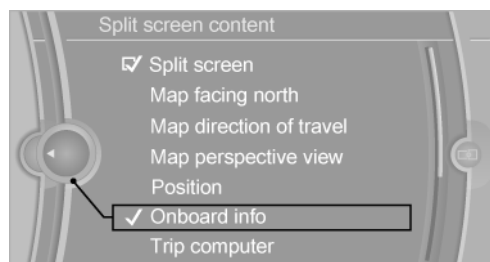 Split screen content
Split screen
Map facing north
Map direction of travel
Map perspective view
Position
Onboard info
Trip computer